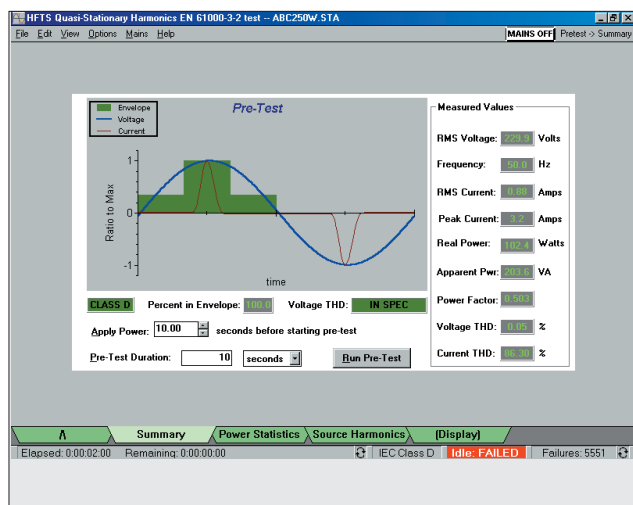 HFTS Quasi-Stationary Harmonics EN 61000-3-2 test -- ABC250W.STA
File Edit View Options Mains Help MAINS OFF Pretest -> Summary
Envelope
Voltage
Current
Pre-Test
Ratio to Max
1
0
-1
time
CLASS D Percent in Envelope: 100.0 Voltage THD: IN SPEC
Apply Power: 10.00 seconds before starting pre-test
Pre-Test Duration: 10 seconds Run Pre-Test
Measured Values
RMS Voltage: 229.9 Volts
Frequency: 50.0 Hz
RMS Current: 0.88 Amps
Peak Current: 3.2 Amps
Real Power: 102.4 Watts
Apparent Pwr: 203.6 VA
Power Factor: 0.503
Voltage THD: 0.05 %
Current THD: 86.30 %
/\ Summary Power Statistics Source Harmonics (Display)
Elapsed: 0:00:02:00 Remaining: 0:00:00:00 IEC Class D Idle: FAILED Failures: 5551